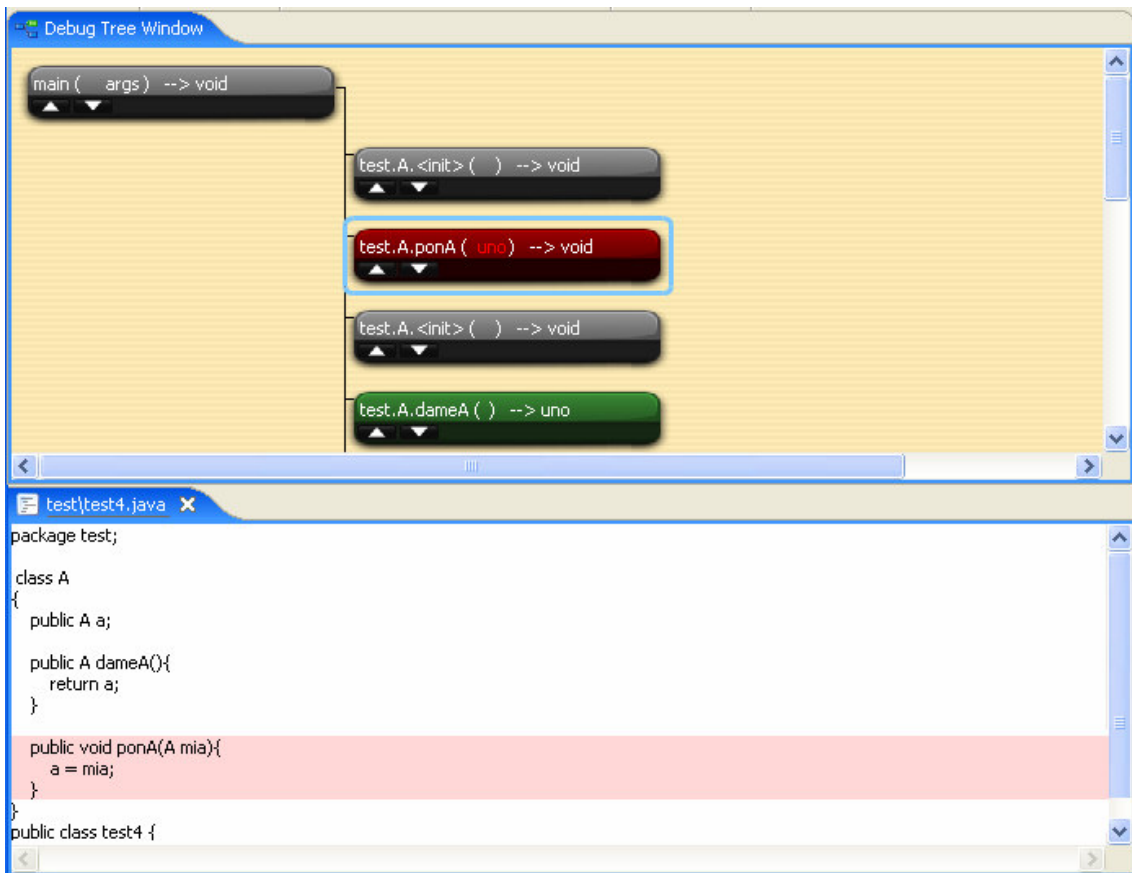 Debug Tree Window
main ( args ) --> void
test.A.<init> ( ) --> void
test.A.ponA ( uno) --> void
test.A.<init> ( ) --> void
test.A.dameA ( ) --> uno
test\test4.java
package test;
class A
{
public A a;
public A dameA(){
return a;
}
public void ponA(A mia){
a = mia;
}
}
public class test4 {